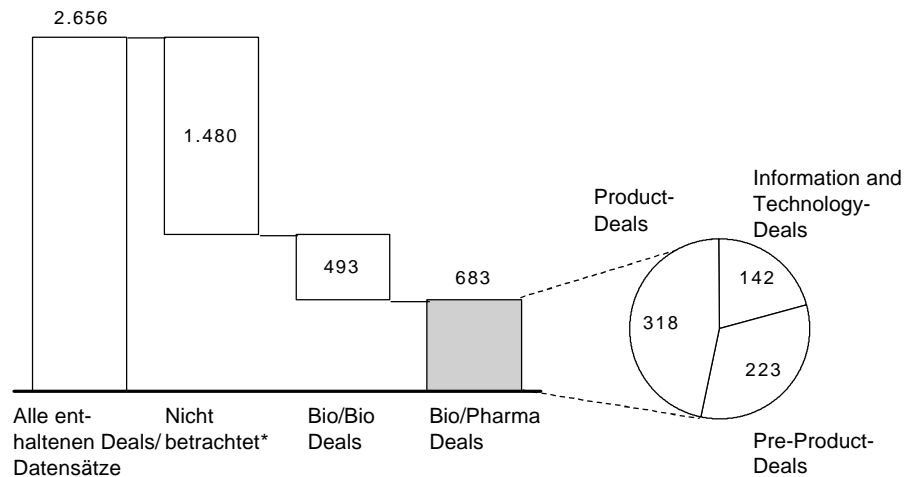 2.656
1.480
493
683
Product-
Deals
Information and
Technology-
Deals
142
318
223
Pre-Product-
Deals
Alle ent-
haltenen Deals/
Datensätze
Nicht
betrachtet*
Bio/Bio
Deals
Bio/Pharma
Deals